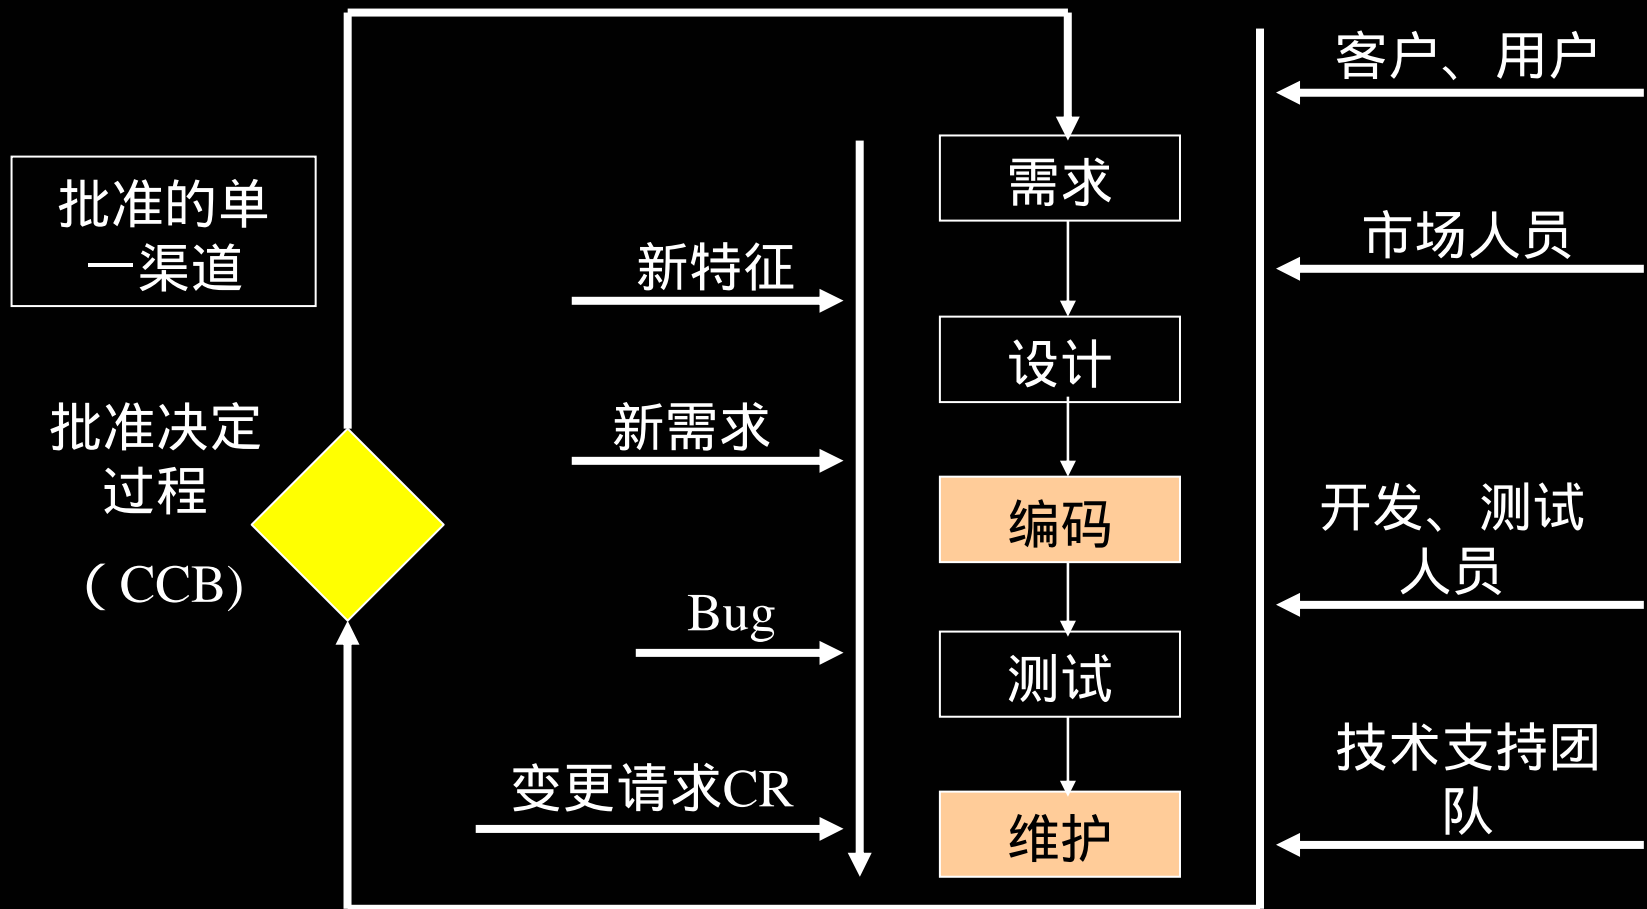 批准的单
一渠道
批准决定
过程
（CCB)
新特征
新需求
Bug
变更请求CR
需求
设计
编码
测试
维护
客户、用户
市场人员
开发、测试
人员
技术支持团
队